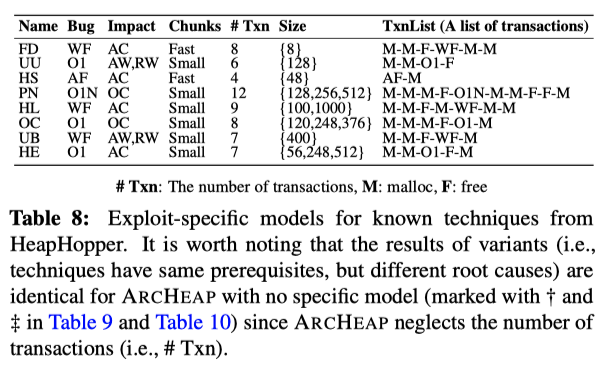 Name Bug Impact Chunks # Txn Size TxnList (A list of transactions)
FD WF AC Fast 8 {8} M-M-F-WF-M-M
UU O1 AW,RW Small 6 {128} M-M-O1-F
HS AF AC Fast 4 {48} AF-M
PN O1N OC Small 12 {128,256,512} M-M-M-F-O1N-M-M-F-F-M
HL WF AC Small 9 {100,1000} M-M-F-M-WF-M-M
OC O1 OC Small 8 {120,248,376} M-M-M-F-O1-M
UB WF AW,RW Small 7 {400} M-M-F-WF-M
HE O1 AC Small 7 {56,248,512} M-M-O1-F-M
# Txn: The number of transactions, M: malloc, F: free
Table 8: Exploit-specific models for known techniques from
HeapHopper. It is worth noting that the results of variants (i.e.,
techniques have same prerequisites, but different root causes) are
identical for ARCHEAP with no specific model (marked with † and
‡ in Table 9 and Table 10) since ARCHEAP neglects the number of
transactions (i.e., # Txn).